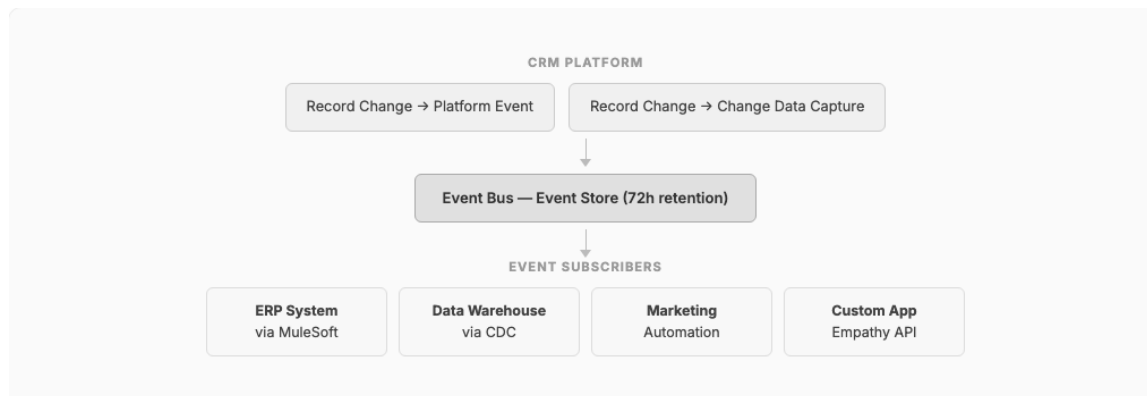 CRM PLATFORM
Record Change → Platform Event
Record Change → Change Data Capture
Event Bus — Event Store (72h retention)
EVENT SUBSCRIBERS
ERP System
via MuleSoft
Data Warehouse
via CDC
Marketing
Automation
Custom App
Empathy API